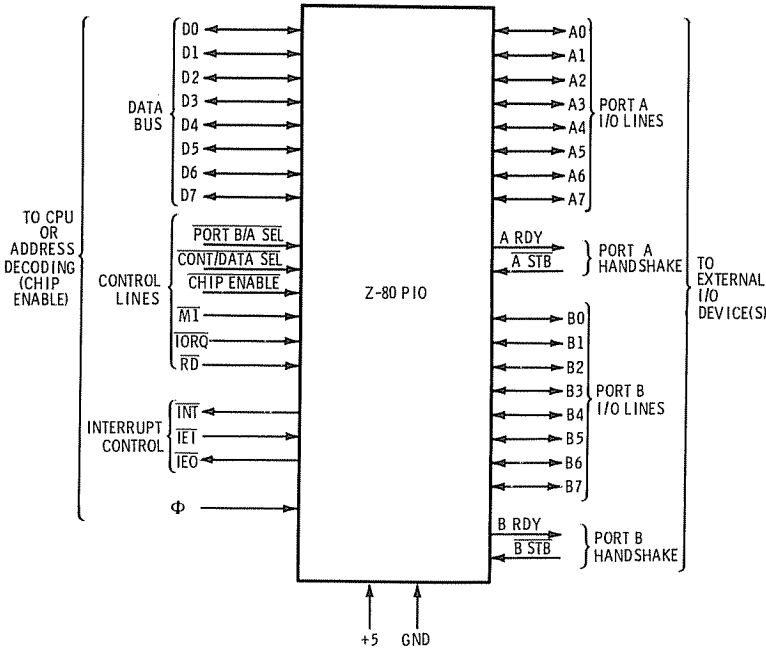 TO CPU
OR
ADDRESS
DECODING
(CHIP
ENABLE)
DATA
BUS
D0
D1
D2
D3
D4
D5
D6
D7
CONTROL
LINES
PORT B/A SEL
CONT/DATA SEL
CHIP ENABLE
MI
IORQ
RD
INTERRUPT
CONTROL
INT
IEI
IEO
Φ
Z-80 PIO
+5
GND
A0
A1
A2
A3
A4
A5
A6
A7
PORT A
I/O LINES
A RDY
A STB
PORT A
HANDSHAKE
B0
B1
B2
B3
B4
B5
B6
B7
PORT B
I/O LINES
B RDY
B STB
PORT B
HANDSHAKE
TO
EXTERNAL
I/O
DEVICE(S)